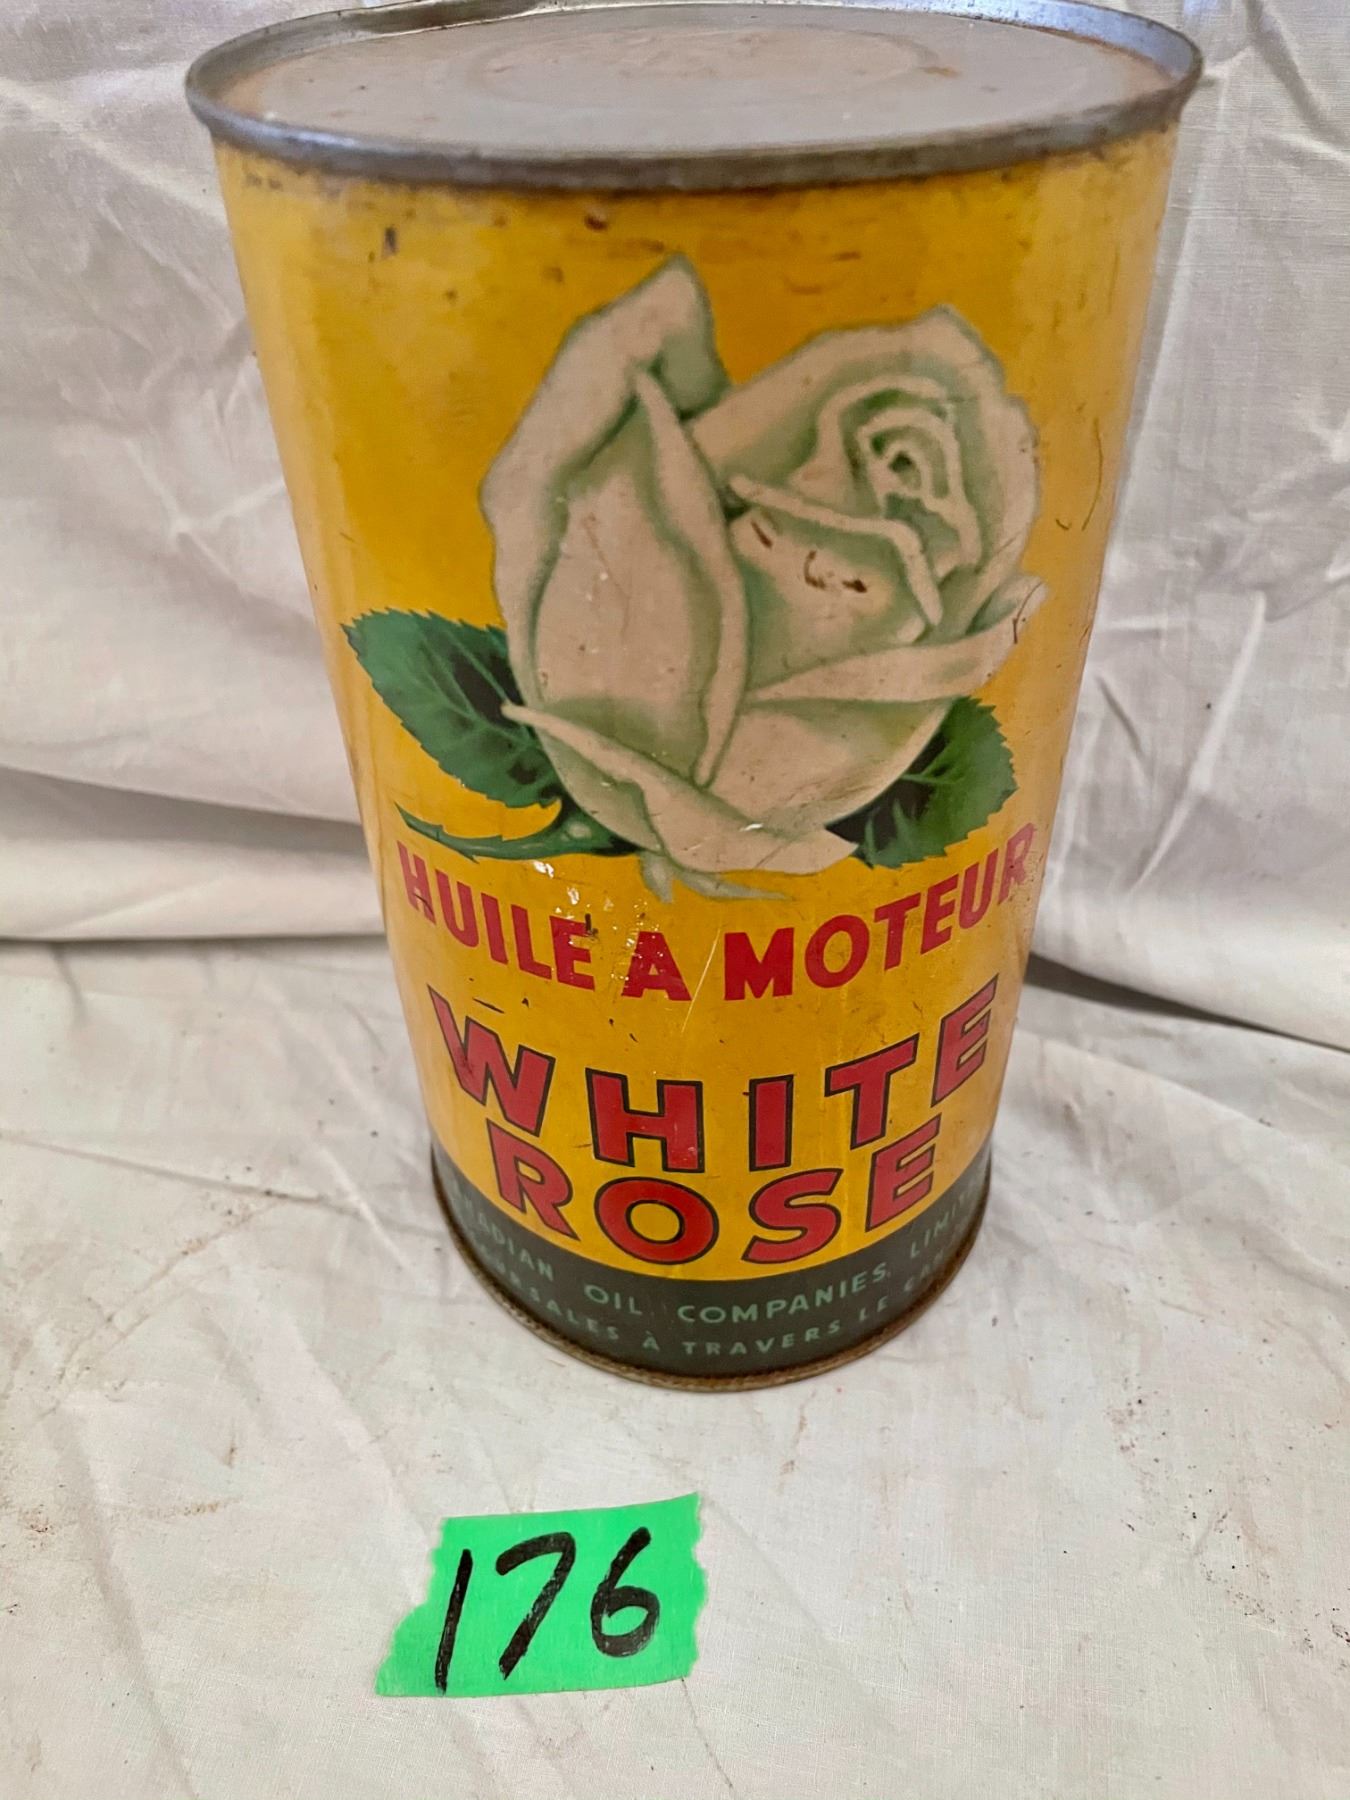 HUILE A MOTEUR
WHITE
ROSE
OIL COMPANIES,
À TRAVERS LE
176